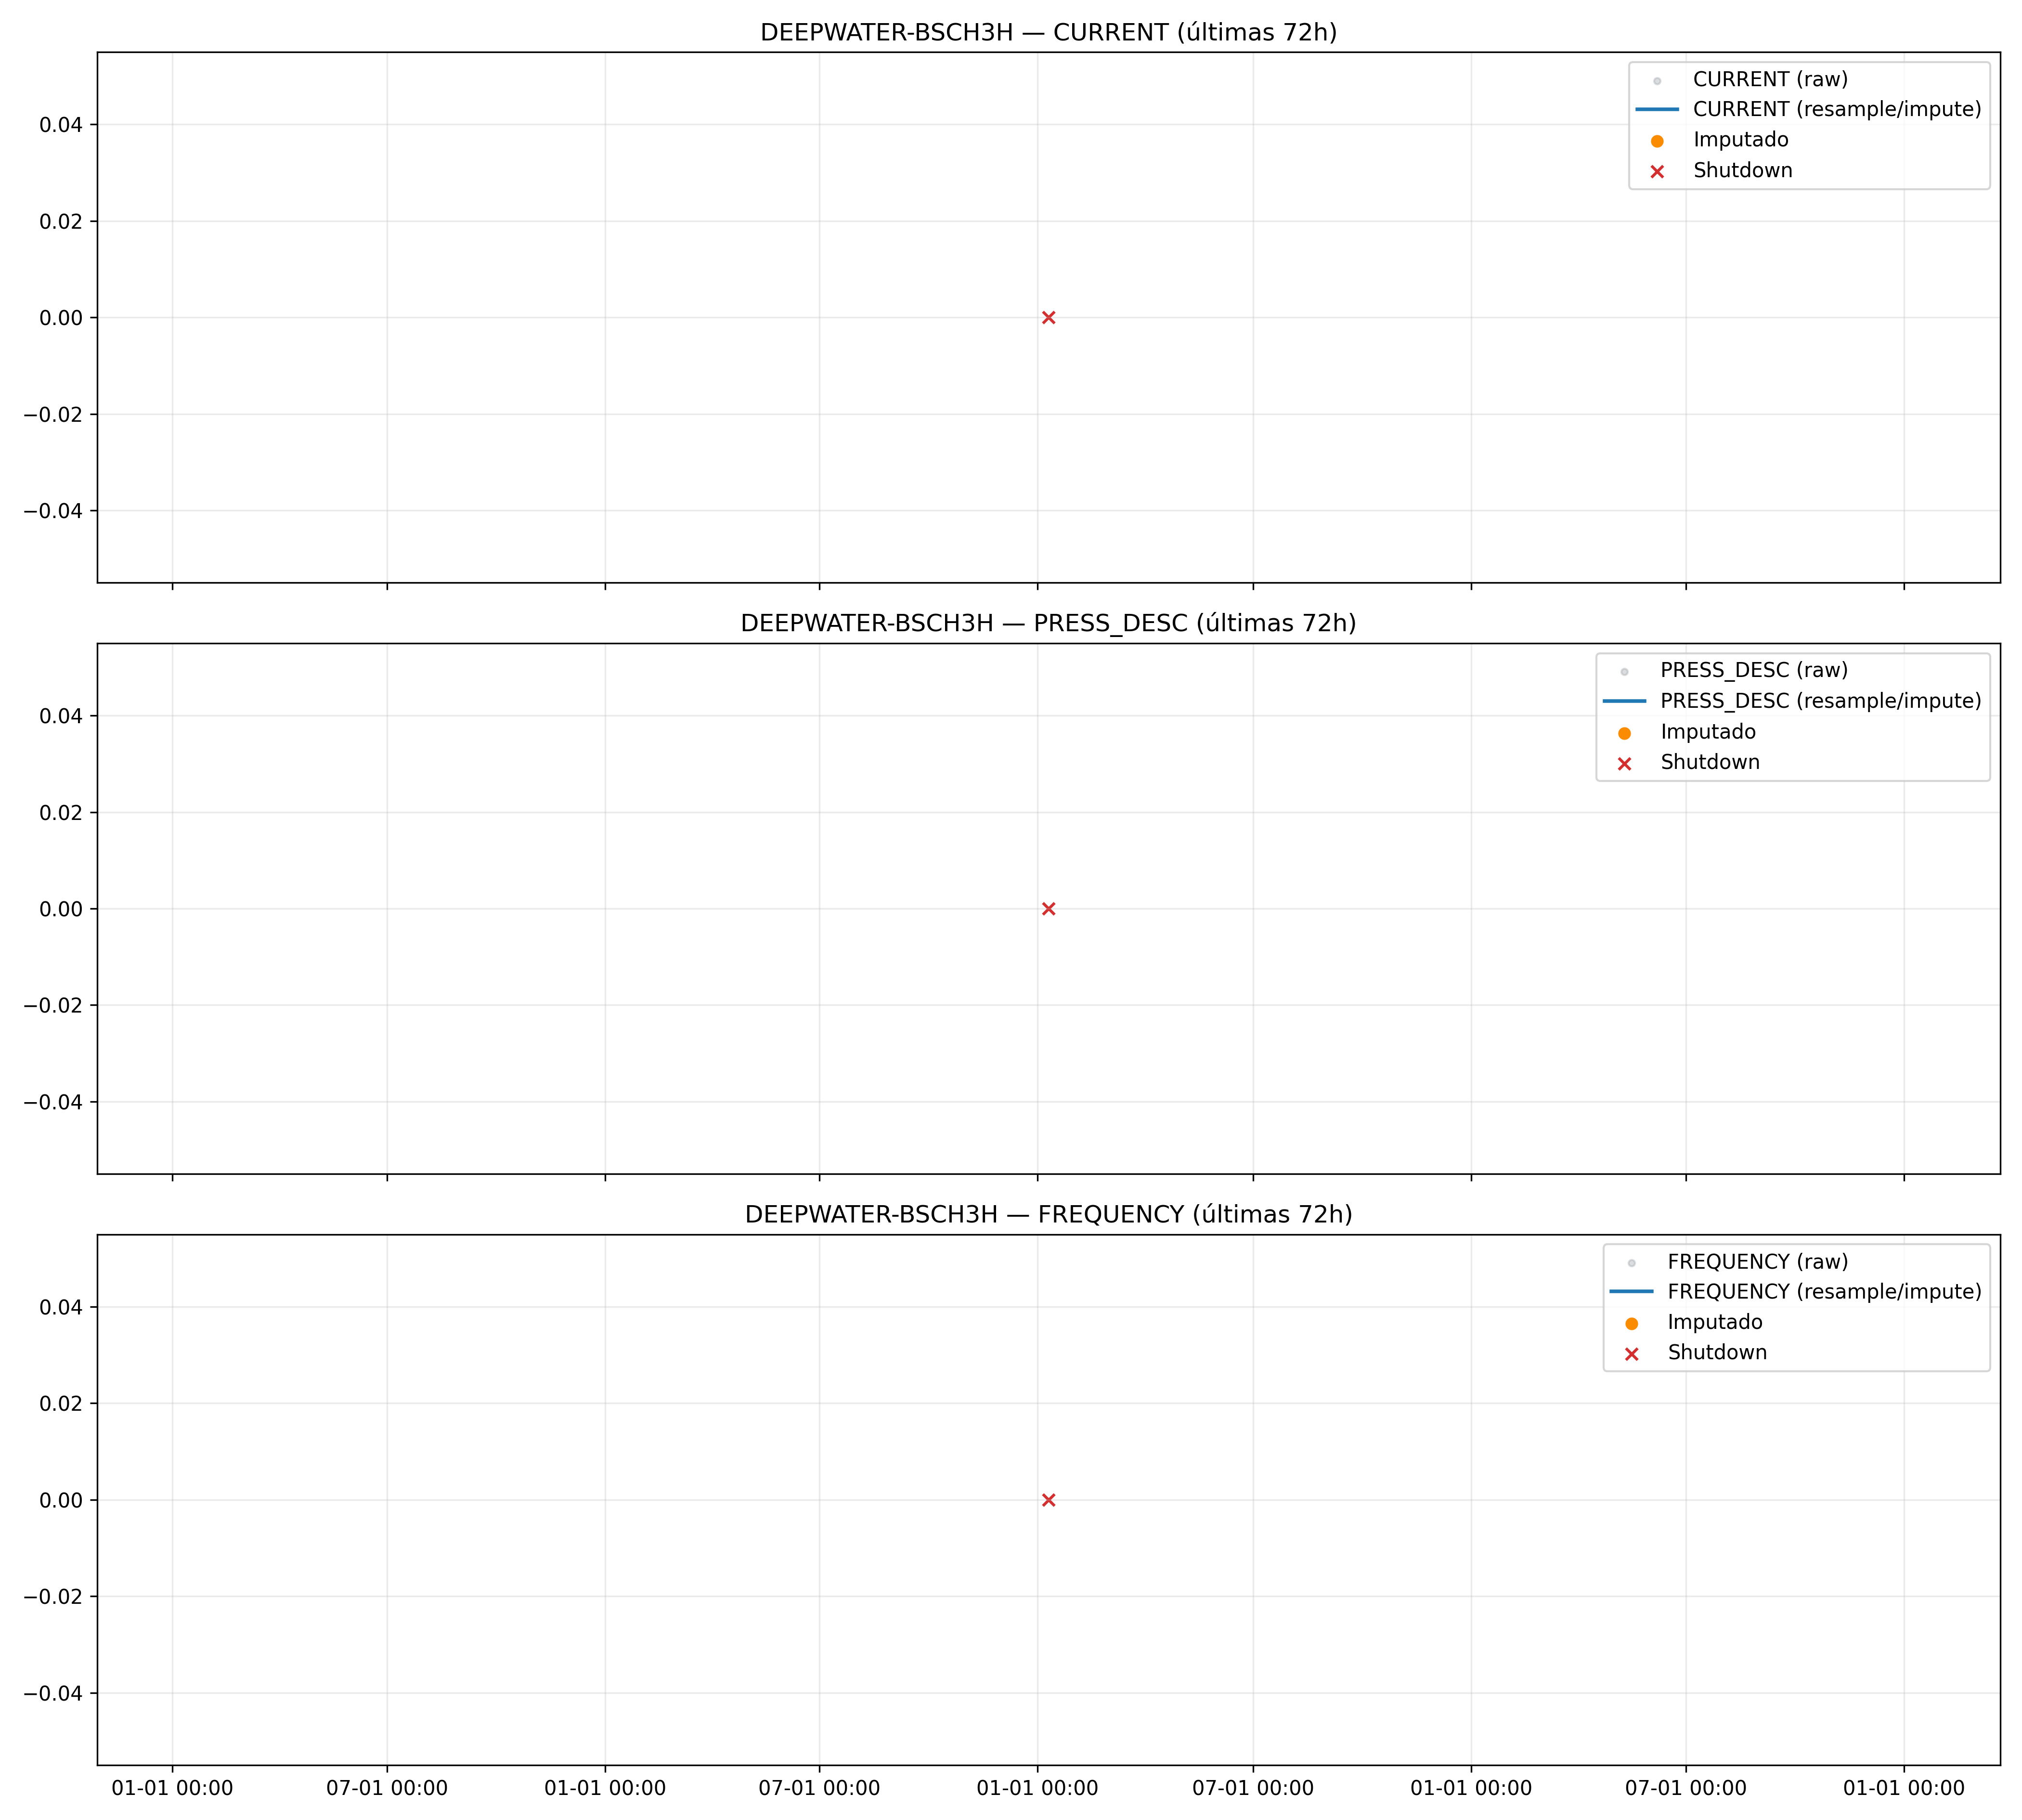 DEEPWATER-BSCH3H — CURRENT (últimas 72h)
CURRENT (raw)
CURRENT (resample/impute)
Imputado
Shutdown
0.04
0.02
0.00
−0.02
−0.04
DEEPWATER-BSCH3H — PRESS_DESC (últimas 72h)
PRESS_DESC (raw)
PRESS_DESC (resample/impute)
Imputado
Shutdown
0.04
0.02
0.00
−0.02
−0.04
DEEPWATER-BSCH3H — FREQUENCY (últimas 72h)
FREQUENCY (raw)
FREQUENCY (resample/impute)
Imputado
Shutdown
0.04
0.02
0.00
−0.02
−0.04
01-01 00:00 07-01 00:00 01-01 00:00 07-01 00:00 01-01 00:00 07-01 00:00 01-01 00:00 07-01 00:00 01-01 00:00